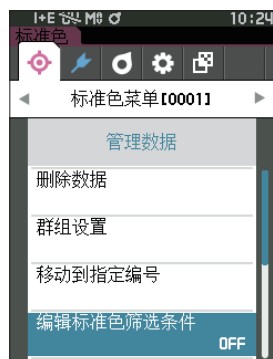 I+E 10:24
标准色
标准色菜单[0001]
管理数据
删除数据
群组设置
移动到指定编号
编辑标准色筛选条件
OFF